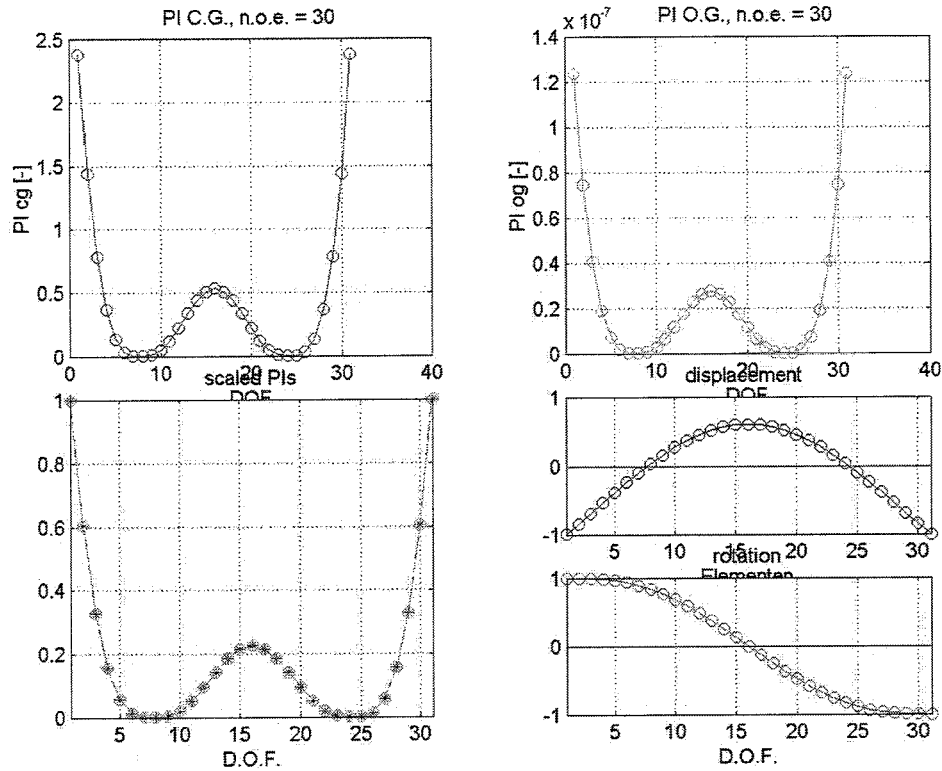 PI C.G., n.o.e. = 30
2.5
2
1.5
1
0.5
0
PI cg [-]
0 10 20 30 40
DOF
PI O.G., n.o.e. = 30
x 10^-7
1.4
1.2
1
0.8
0.6
0.4
0.2
0
PI og [-]
0 10 20 30 40
DOF
scaled PIs
1
0.8
0.6
0.4
0.2
0
5 10 15 20 25 30
D.O.F.
displacement
1
0
-1
5 10 15 20 25 30
Elementen
rotation
1
0
-1
5 10 15 20 25 30
D.O.F.